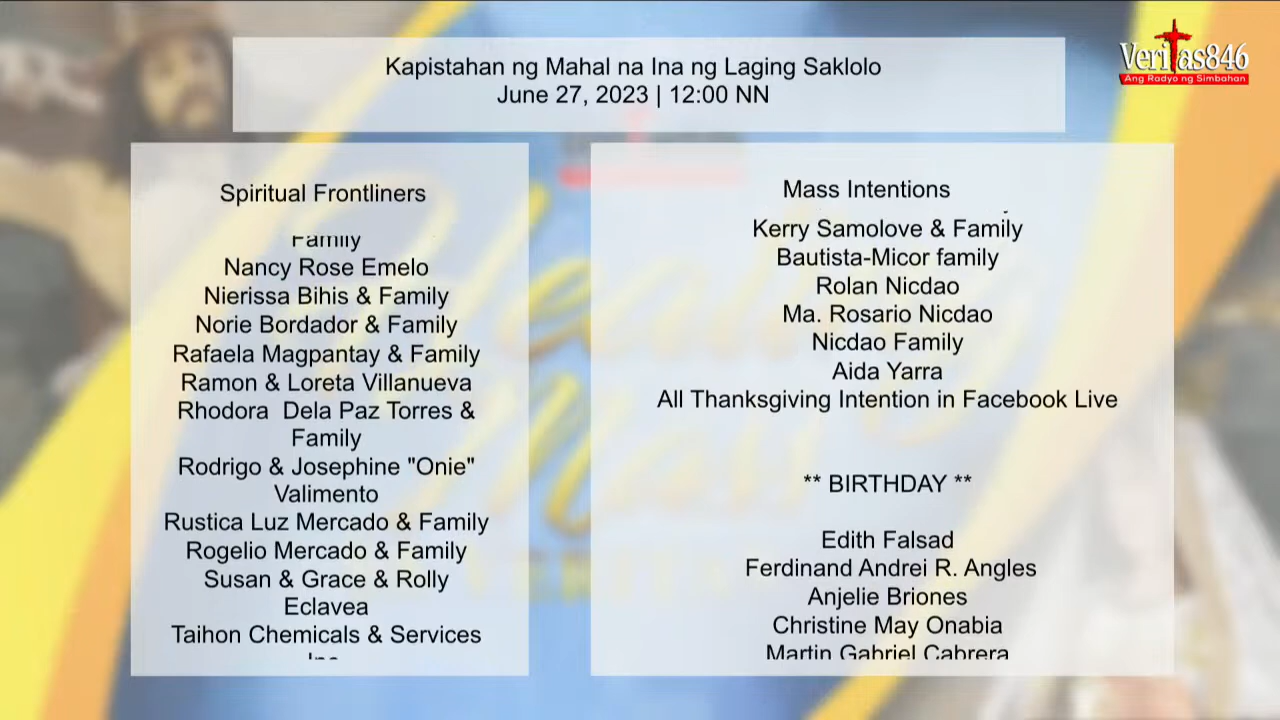 Kapistahan ng Mahal na Ina ng Laging Saklolo
June 27, 2023 | 12:00 NN
Veritas846
Ang Radyo ng Simbahan
Spiritual Frontliners
Family
Nancy Rose Emelo
Nierissa Bihis & Family
Norie Bordador & Family
Rafaela Magpantay & Family
Ramon & Loreta Villanueva
Rhodora Dela Paz Torres &
Family
Rodrigo & Josephine "Onie"
Valimento
Rustica Luz Mercado & Family
Rogelio Mercado & Family
Susan & Grace & Rolly
Eclavea
Taihon Chemicals & Services
Mass Intentions
Kerry Samolove & Family
Bautista-Micor family
Rolan Nicdao
Ma. Rosario Nicdao
Nicdao Family
Aida Yarra
All Thanksgiving Intention in Facebook Live
** BIRTHDAY **
Edith Falsad
Ferdinand Andrei R. Angles
Anjelie Briones
Christine May Onabia
Martin Gabriel Cabrera